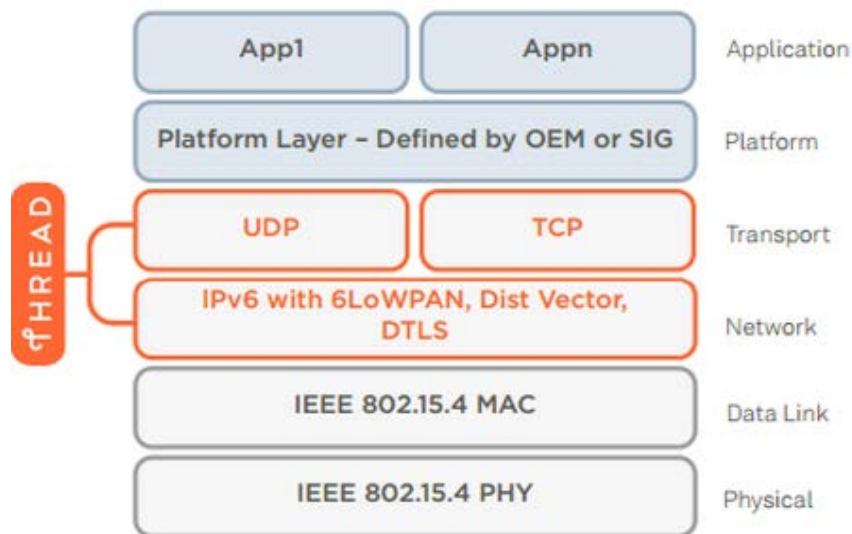 App1 Appn Application
Platform Layer – Defined by OEM or SIG Platform
THREAD
UDP TCP Transport
IPv6 with 6LoWPAN, Dist Vector,
DTLS Network
IEEE 802.15.4 MAC Data Link
IEEE 802.15.4 PHY Physical